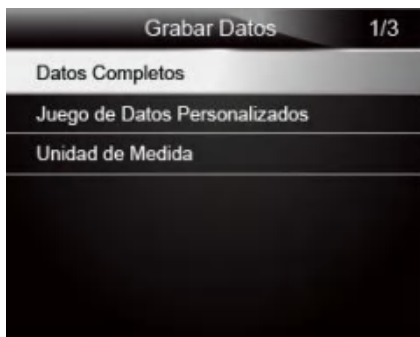 Grabar Datos 1/3
Datos Completos
Juego de Datos Personalizados
Unidad de Medida